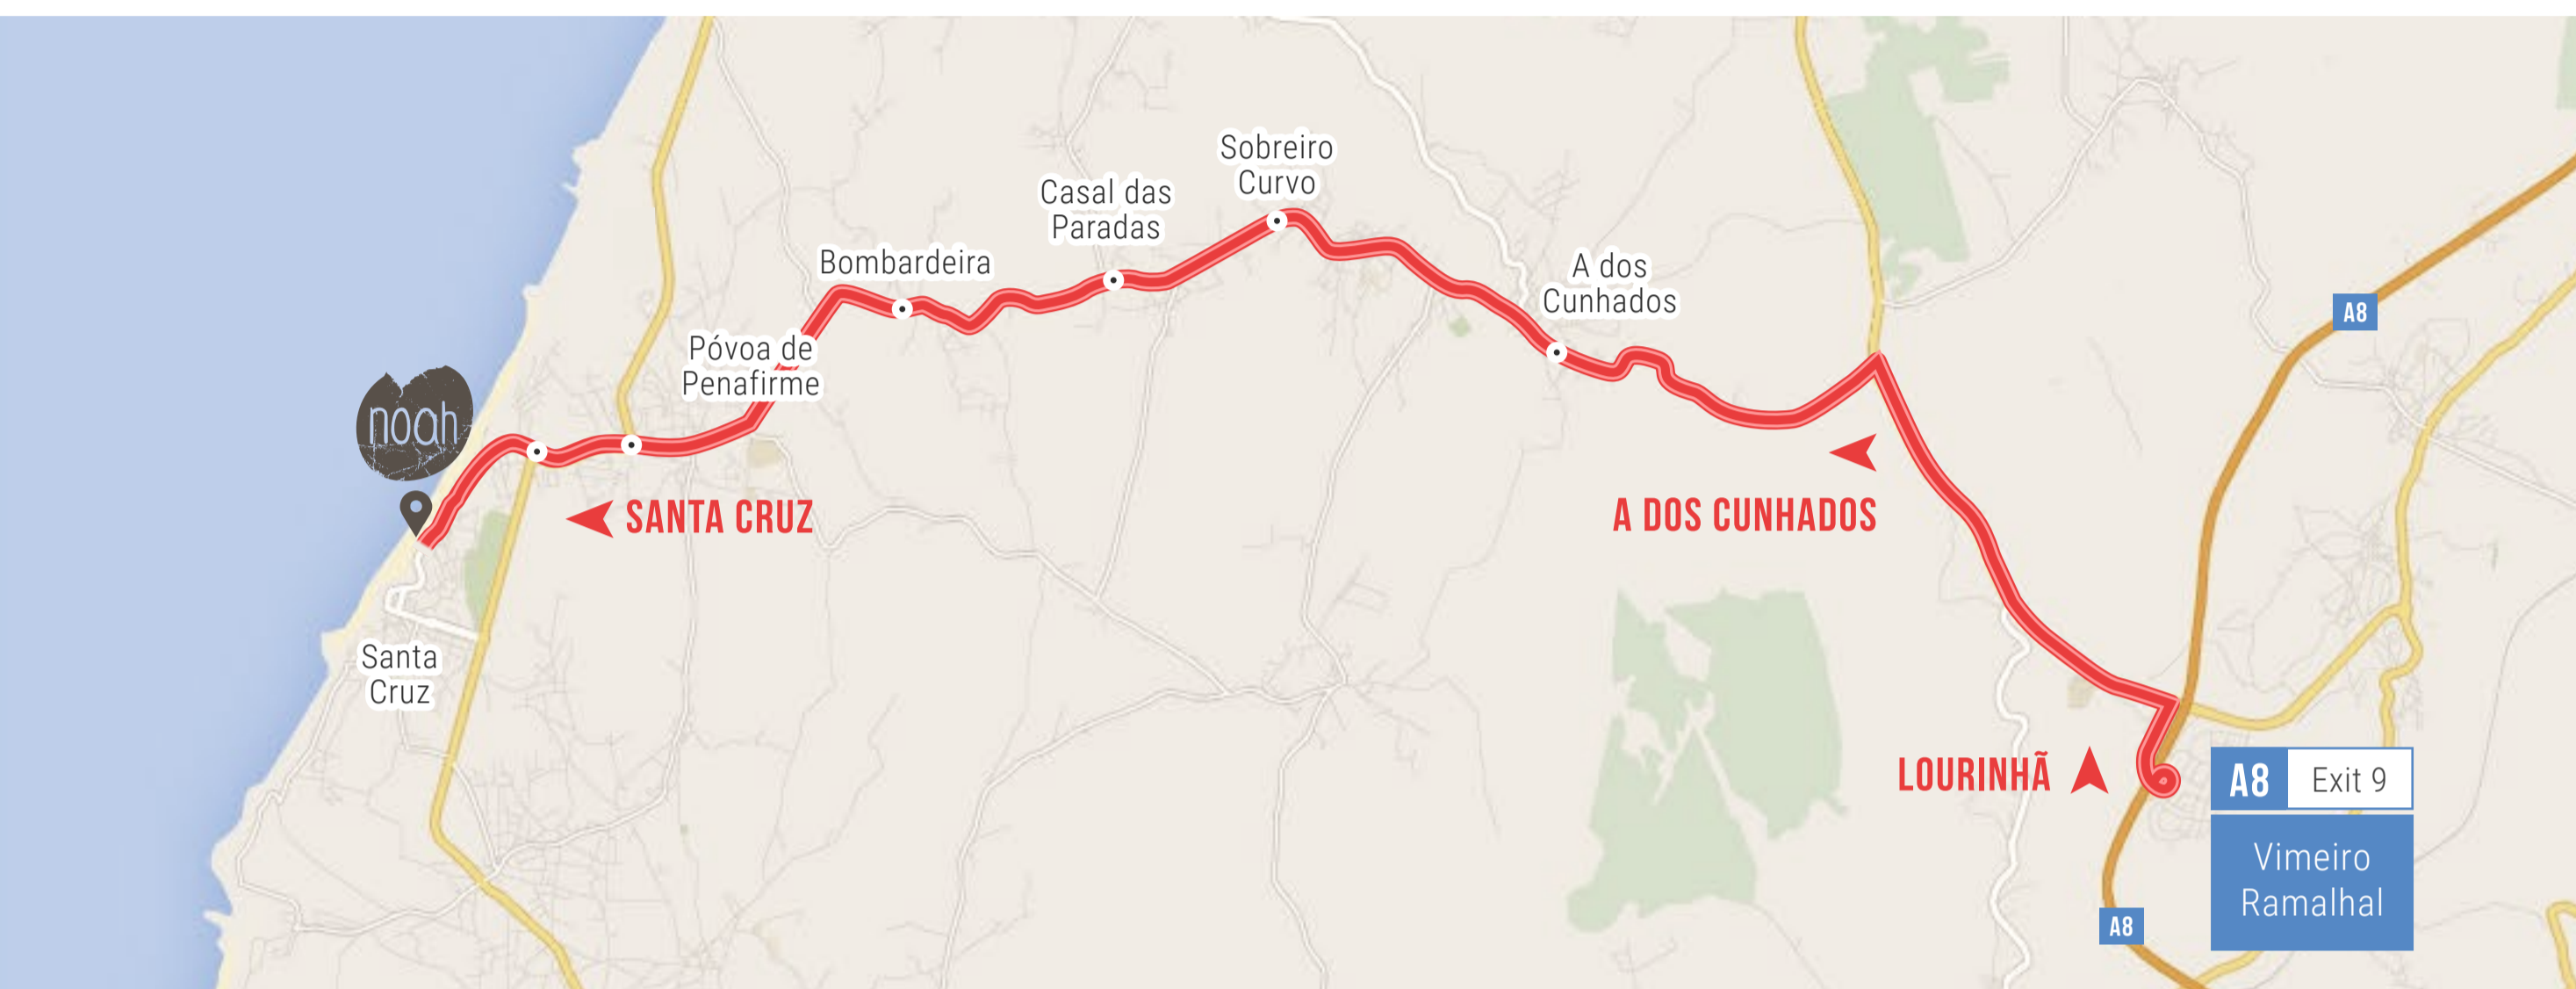 Sobreiro
Curvo
Casal das
Paradas
Bombardeira
A dos
Cunhados
A8
Póvoa de
Penafirme
noah
SANTA CRUZ
A DOS CUNHADOS
Santa
Cruz
LOURINHÃ
A8
Exit 9
Vimeiro
Ramalhal
A8